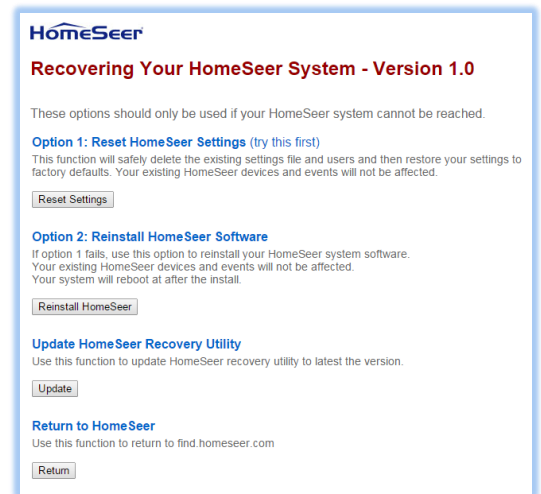 HomeSeer
Recovering Your HomeSeer System - Version 1.0
These options should only be used if your HomeSeer system cannot be reached.
Option 1: Reset HomeSeer Settings (try this first)
This function will safely delete the existing settings file and users and then restore your settings to
factory defaults. Your existing HomeSeer devices and events will not be affected.
Reset Settings
Option 2: Reinstall HomeSeer Software
If option 1 fails, use this option to reinstall your HomeSeer system software.
Your existing HomeSeer devices and events will not be affected.
Your system will reboot at after the install.
Reinstall HomeSeer
Update HomeSeer Recovery Utility
Use this function to update HomeSeer recovery utility to latest the version.
Update
Return to HomeSeer
Use this function to return to find.homeseer.com
Return